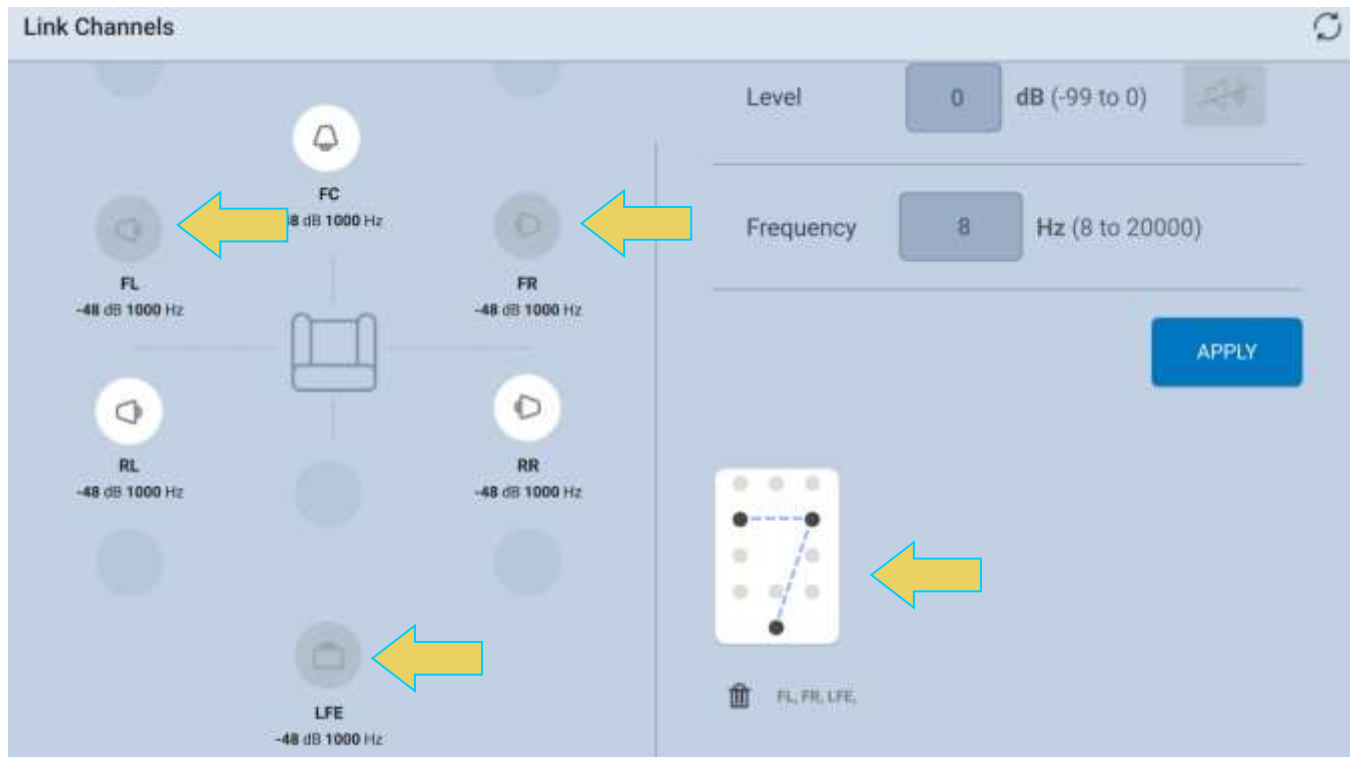 Link Channels
Level 0 dB (-99 to 0)
FC
8 dB 1000 Hz
Frequency 8 Hz (8 to 20000)
FL
-48 dB 1000 Hz
FR
-48 dB 1000 Hz
APPLY
RL
-48 dB 1000 Hz
RR
-48 dB 1000 Hz
FL, FR, LFE,
LFE
-48 dB 1000 Hz